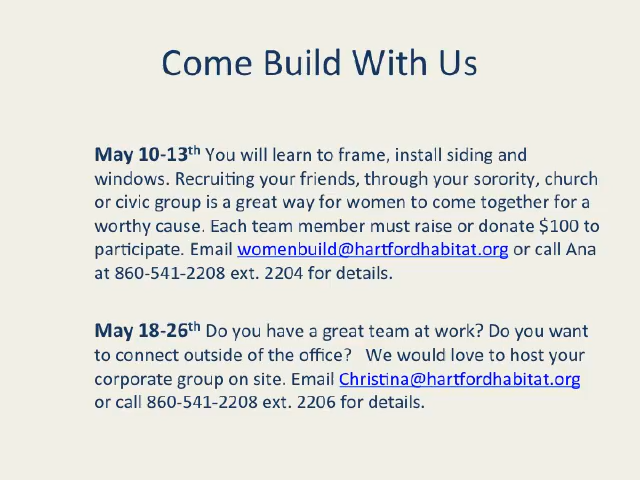 Come Build With Us
May 10-13th You will learn to frame, install siding and
windows. Recruiting your friends, through your sorority, church
or civic group is a great way for women to come together for a
worthy cause. Each team member must raise or donate $100 to
participate. Email womenbuild@hartfordhabitat.org or call Ana
at 860-541-2208 ext. 2204 for details.
May 18-26th Do you have a great team at work? Do you want
to connect outside of the office? We would love to host your
corporate group on site. Email Christina@hartfordhabitat.org
or call 860-541-2208 ext. 2206 for details.